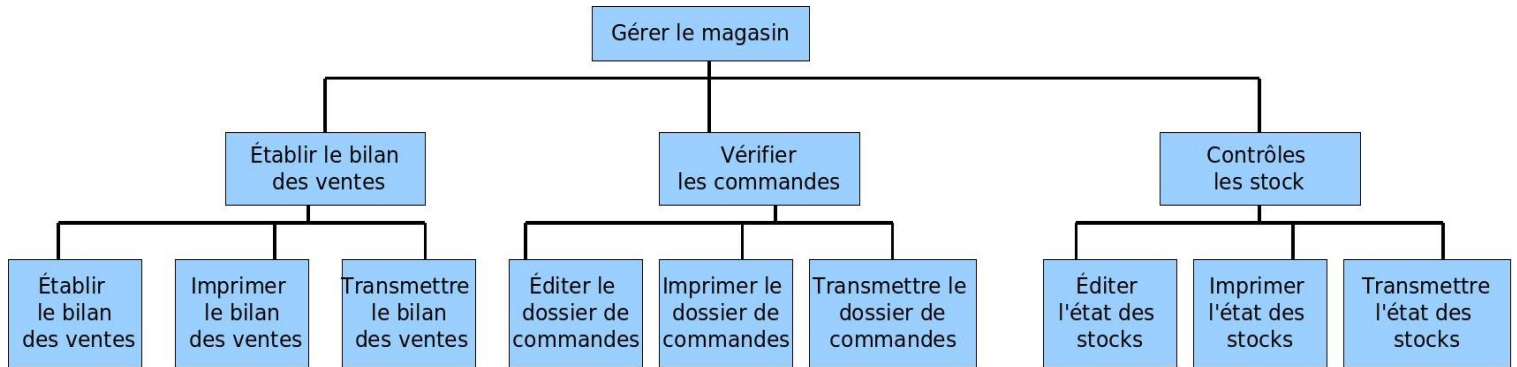 Gérer le magasin
Établir le bilan
des ventes
Vérifier
les commandes
Contrôles
les stock
Établir
le bilan
des ventes
Imprimer
le bilan
des ventes
Transmettre
le bilan
des ventes
Éditer le
dossier de
commandes
Imprimer le
dossier de
commandes
Transmettre le
dossier de
commandes
Éditer
l'état des
stocks
Imprimer
l'état des
stocks
Transmettre
l'état des
stocks